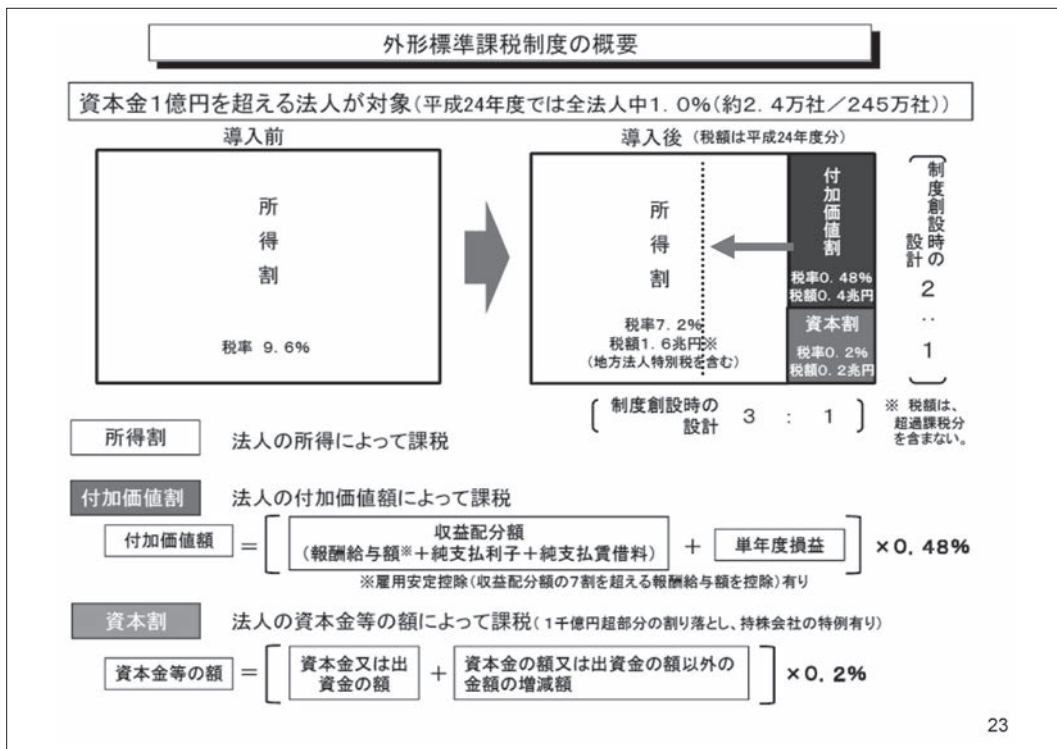 外形標準課税制度の概要
資本金1億円を超える法人が対象(平成24年度では全法人中1.0%(約2.4万社/245万社))
導入前
所得割
税率 9.6%
導入後 (税額は平成24年度分)
所得割
税率7.2%
税額1.6兆円※
(地方法人特別税を含む)
付加価値割
税率0.48%
税額0.4兆円
資本割
税率0.2%
税額0.2兆円
制度創設時の
設計
2
:
1
制度創設時の
設計
3 : 1
※ 税額は、
超過課税分
を含まない。
所得割 法人の所得によって課税
付加価値割 法人の付加価値額によって課税
付加価値額 = 収益配分額
(報酬給与額※+純支払利子+純支払賃借料) + 単年度損益 ×0.48%
※雇用安定控除(収益配分額の7割を超える報酬給与額を控除)有り
資本割 法人の資本金等の額によって課税(1千億円超部分の割り落とし、持株会社の特例有り)
資本金等の額 = 資本金又は出
資金の額 + 資本金の額又は出資金の額以外の
金額の増減額 ×0.2%
23